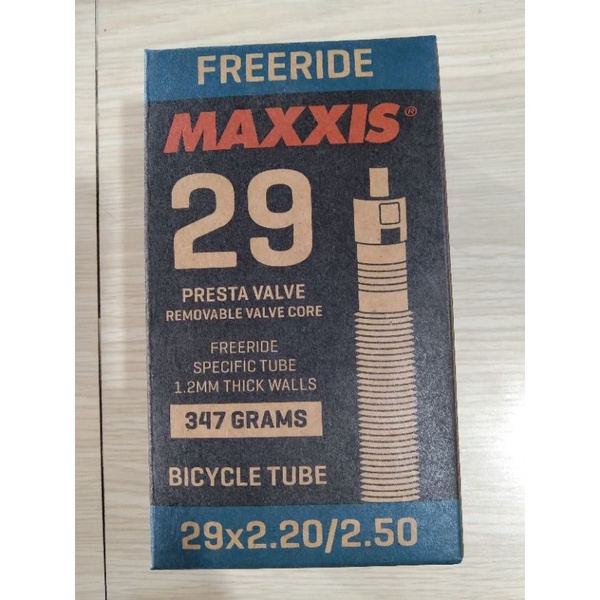 FREERIDE
MAXXIS®
29
PRESTA VALVE
REMOVABLE VALVE CORE
FREERIDE
SPECIFIC TUBE
1.2MM THICK WALLS
347 GRAMS
BICYCLE TUBE
29x2.20/2.50